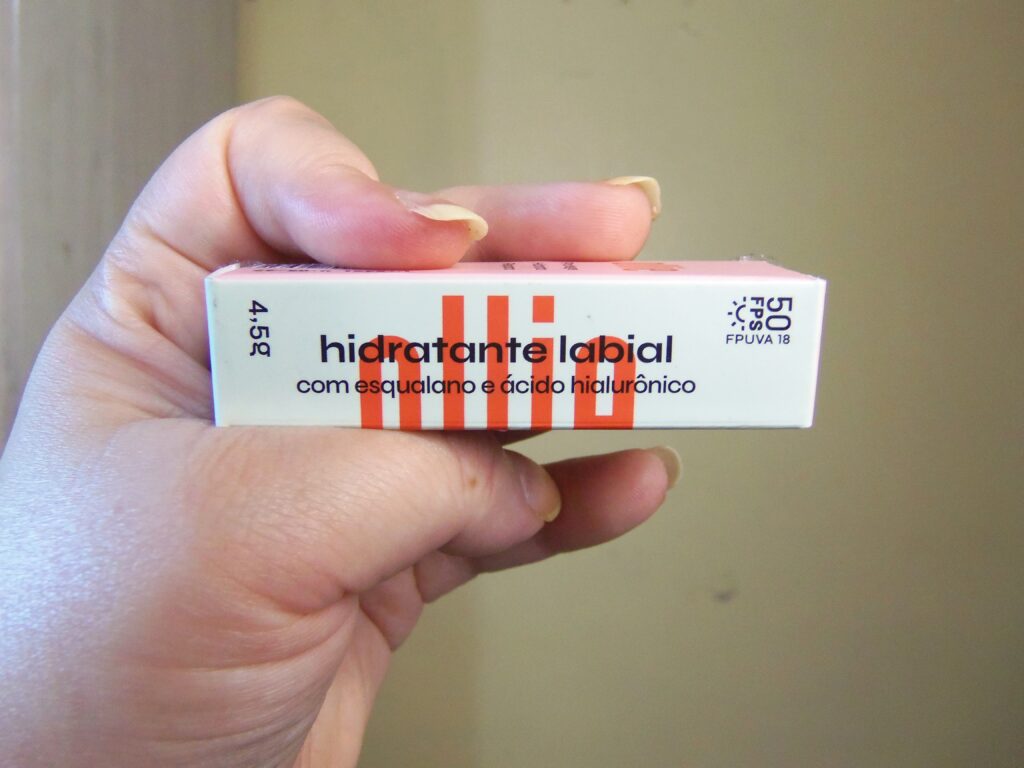 4,5g
hidratante labial
com esqualano e ácido hialurônico
50
FPS
FPUVA 18